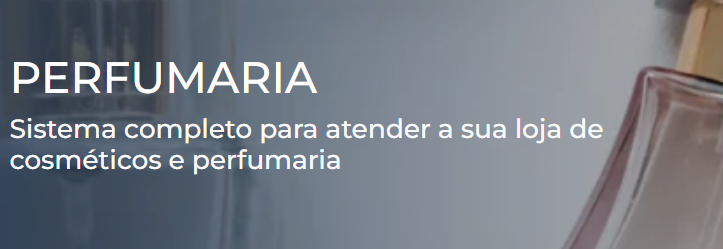 PERFUMARIA
Sistema completo para atender a sua loja de
cosméticos e perfumaria